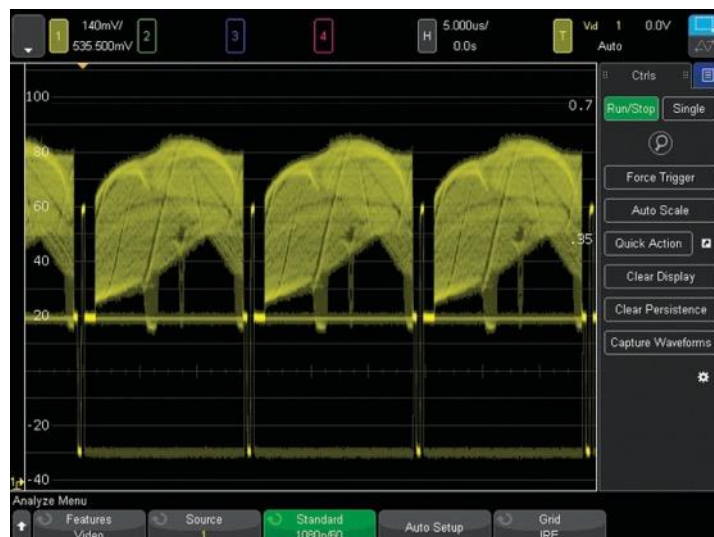 1 140mV/ 2 3 4 H 5.000us/ T Vid 1 0.0V
535.500mV 0.0s Auto
Ctrls
100
0.7
Run/Stop Single
80
Force Trigger
60
Auto Scale
.35
Quick Action
40
Clear Display
20
Clear Persistence
Capture Waveforms
-20
-40
Analyze Menu
Features Source Standard Auto Setup Grid
Video 1 1080p/60 IRE